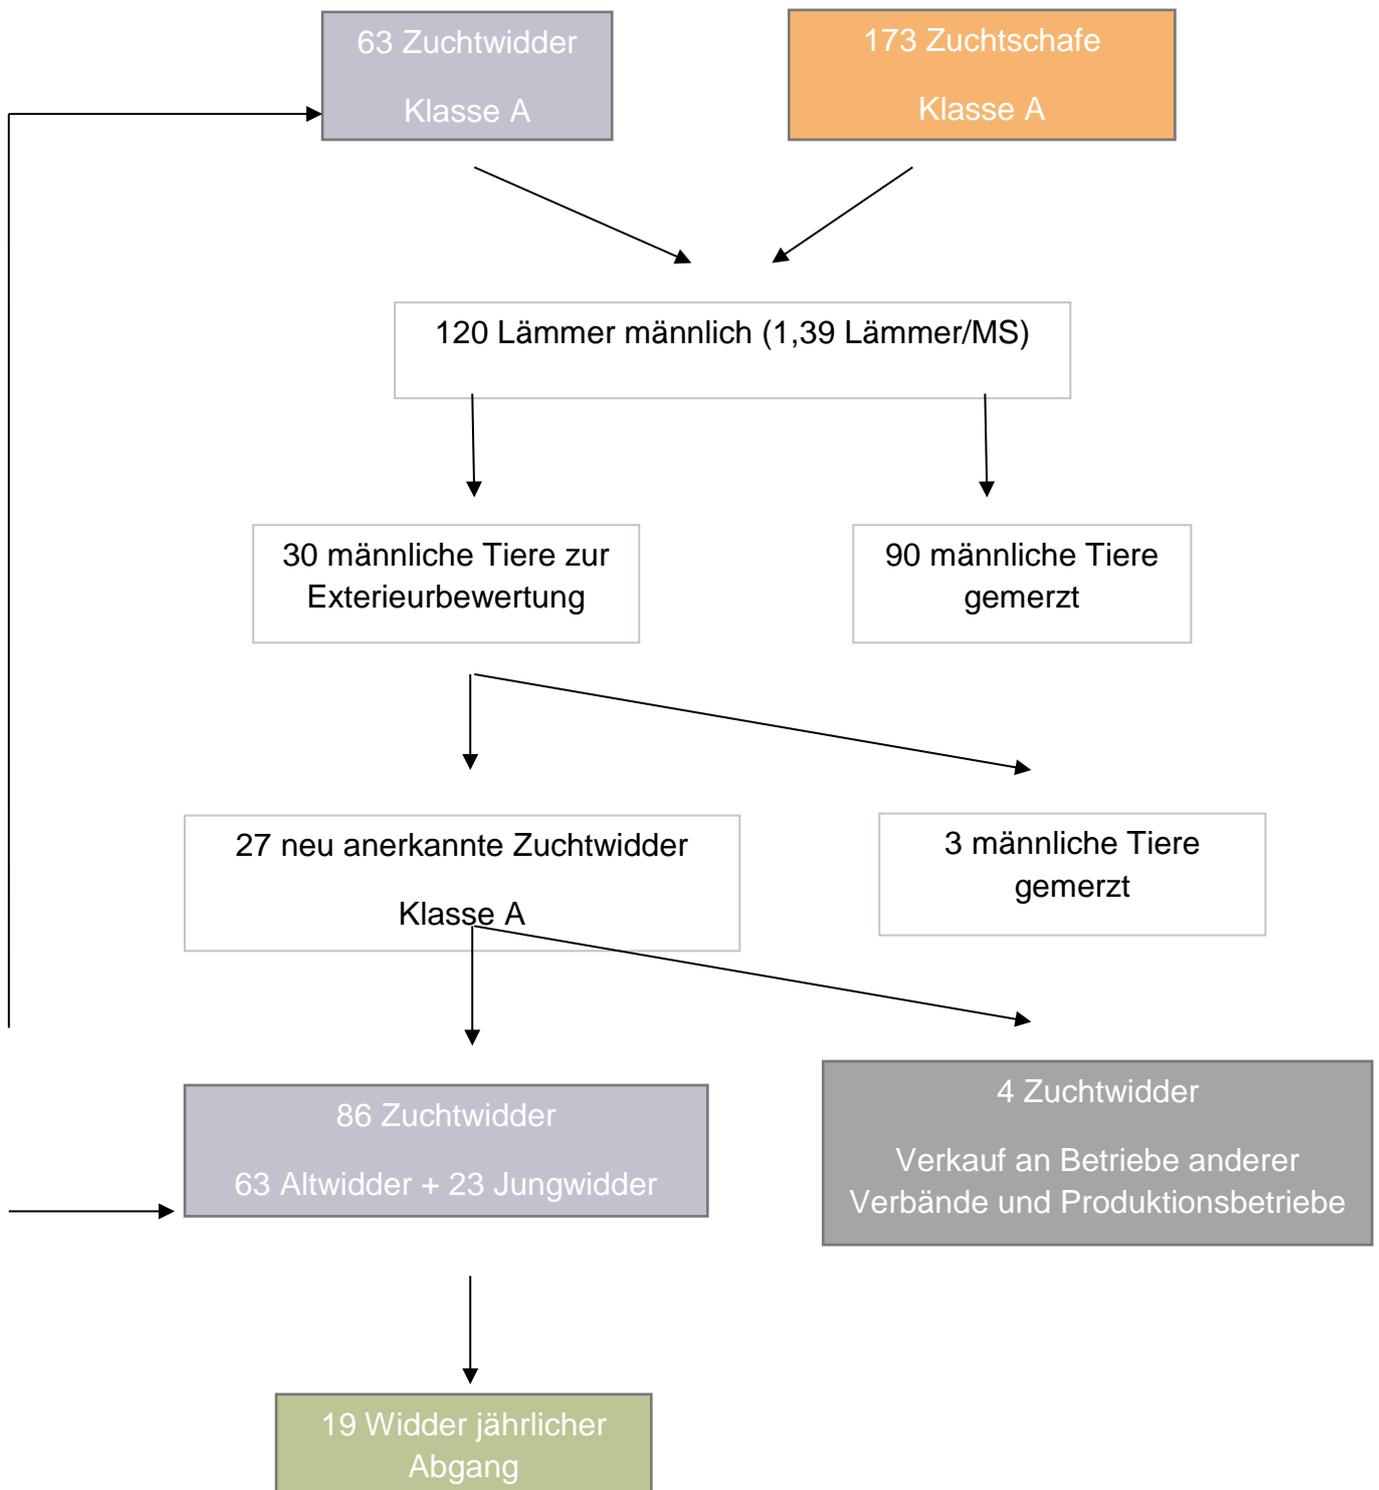 63 Zuchtwidder
Klasse A
173 Zuchtschafe
Klasse A
120 Lämmer männlich (1,39 Lämmer/MS)
30 männliche Tiere zur
Exterieurbewertung
90 männliche Tiere
gemerzt
27 neu anerkannte Zuchtwidder
Klasse A
3 männliche Tiere
gemerzt
86 Zuchtwidder
63 Altwidder + 23 Jungwidder
4 Zuchtwidder
Verkauf an Betriebe anderer
Verbände und Produktionsbetriebe
19 Widder jährlicher
Abgang